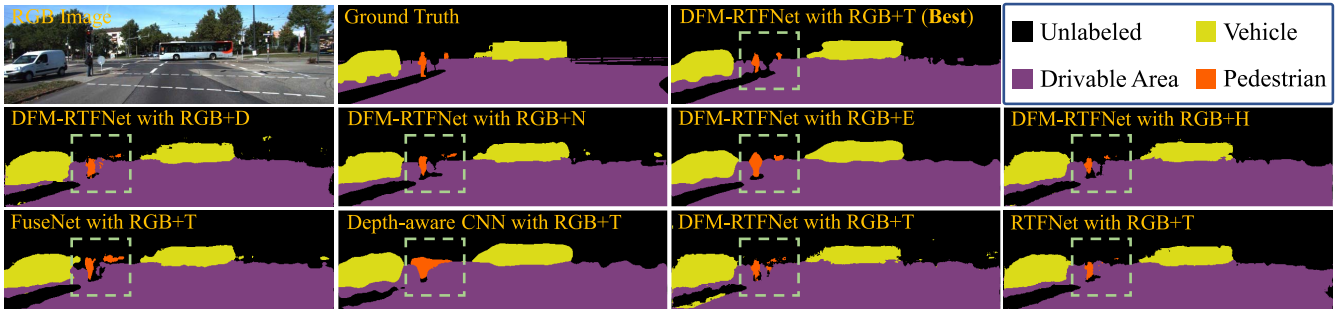 RGB Image
Ground Truth
DFM-RTFNet with RGB+T (Best)
Unlabeled
Vehicle
Drivable Area
Pedestrian
DFM-RTFNet with RGB+D
DFM-RTFNet with RGB+N
DFM-RTFNet with RGB+E
DFM-RTFNet with RGB+H
FuseNet with RGB+T
Depth-aware CNN with RGB+T
DFM-RTFNet with RGB+T
RTFNet with RGB+T